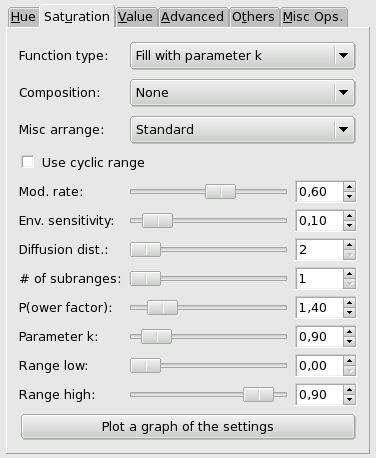 Hue Saturation Value Advanced Others Misc Ops.
Function type: Fill with parameter k
Composition: None
Misc arrange: Standard
Use cyclic range
Mod. rate: 0,60
Env. sensitivity: 0,10
Diffusion dist.: 2
# of subranges: 1
P(ower factor): 1,40
Parameter k: 0,90
Range low: 0,00
Range high: 0,90
Plot a graph of the settings